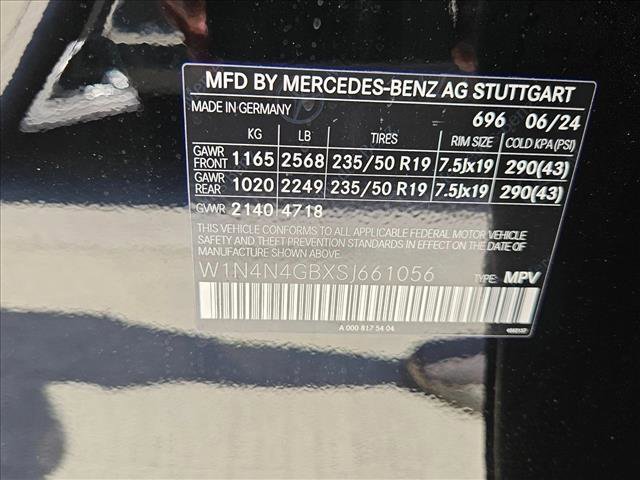 MFD BY MERCEDES-BENZ AG STUTTGART
MADE IN GERMANY 696 06/24
KG LB TIRES RIM SIZE COLD KPA(PSI)
GAWR FRONT 1165 2568 235/50 R19 7.5Jx19 290(43)
GAWR REAR 1020 2249 235/50 R19 7.5Jx19 290(43)
GVWR 2140 4718
THIS VEHICLE CONFORMS TO ALL APPLICABLE FEDERAL MOTOR VEHICLE
SAFETY AND THEFT PREVENTION STANDARDS IN EFFECT ON THE DATE OF
MANUFACTURE SHOWN ABOVE.
W1N4N4GBXSJ661056 TYPE: MPV
A 000 817 54 04